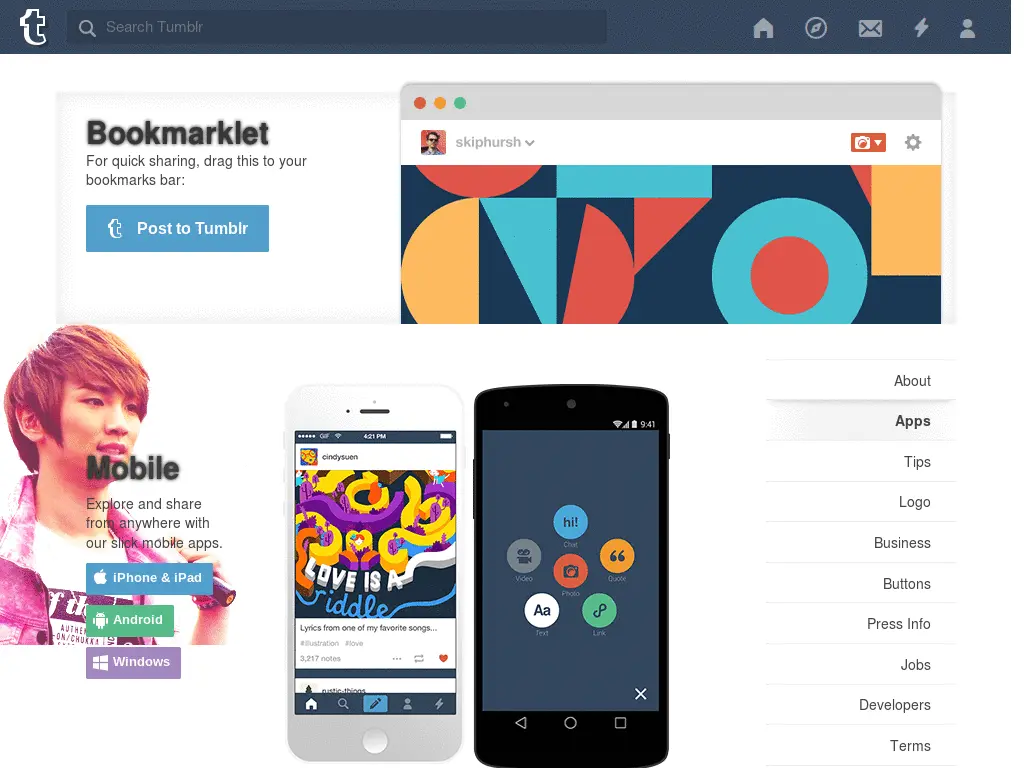 t
Search Tumblr
Bookmarklet
For quick sharing, drag this to your
bookmarks bar:
t Post to Tumblr
skiphursh
Mobile
Explore and share
from anywhere with
our slick mobile apps.
iPhone & iPad
Android
Windows
GIF 4:21 PM
cindysuen
LOVE IS A
riddle
Lyrics from one of my favorite songs...
#illustration #love
3,217 notes
rustic-things
9:41
hi!
Chat
Video
Quote
Photo
Aa
Text
Link
About
Apps
Tips
Logo
Business
Buttons
Press Info
Jobs
Developers
Terms